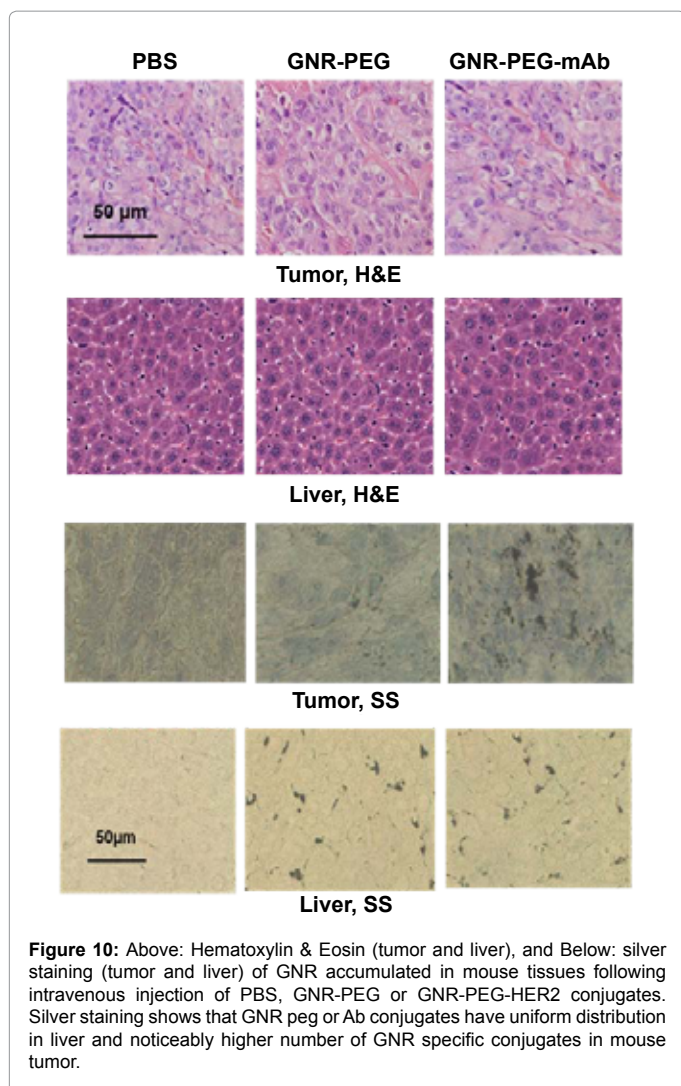 PBS GNR-PEG GNR-PEG-mAb
50 µm
Tumor, H&E
Liver, H&E
Tumor, SS
50µm
Liver, SS
Figure 10: Above: Hematoxylin & Eosin (tumor and liver), and Below: silver
staining (tumor and liver) of GNR accumulated in mouse tissues following
intravenous injection of PBS, GNR-PEG or GNR-PEG-HER2 conjugates.
Silver staining shows that GNR peg or Ab conjugates have uniform distribution
in liver and noticeably higher number of GNR specific conjugates in mouse
tumor.